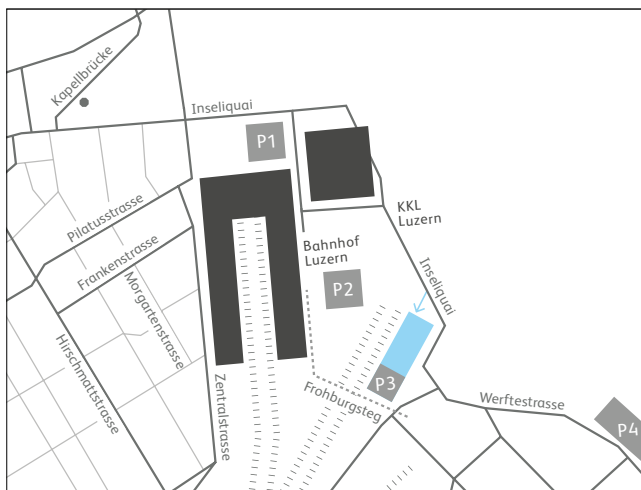 Kapellbrücke
Inseliquai
P1
Pilatusstrasse
KKL
Luzern
Frankenstrasse
Bahnhof
Luzern
Inseliquai
P2
Morgartenstrasse
Hirschmattstrasse
Zentralstrasse
P3
Frohburgsteg
Werftestrasse
P4